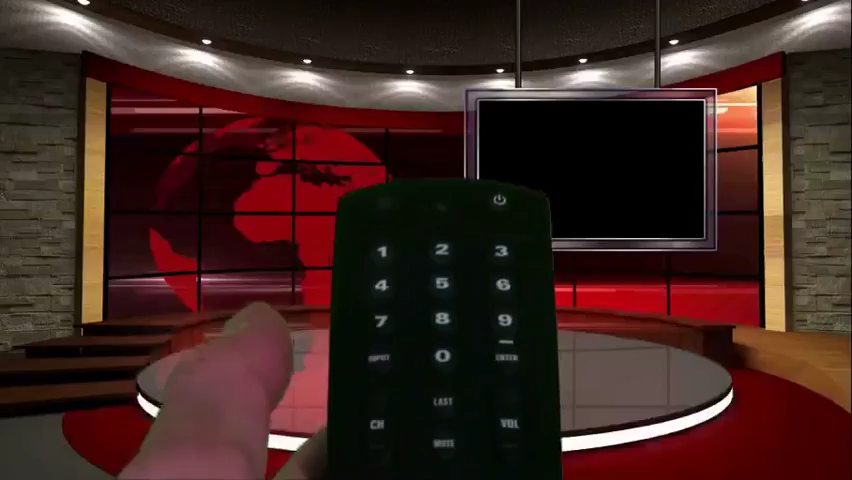 1 2 3
4 5 6
7 8 9
INPUT 0 – ENTER
LAST
CH VOL
MUTE